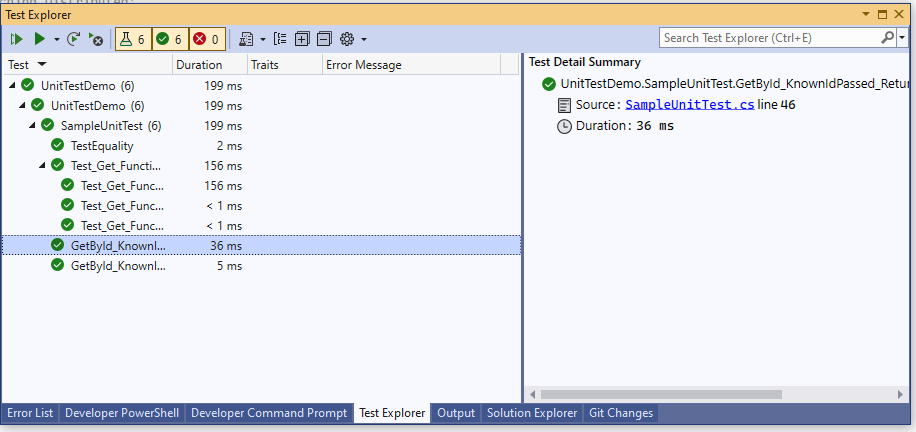 Test Explorer
6 6 0
Search Test Explorer (Ctrl+E)
Test Duration Traits Error Message
UnitTestDemo (6) 199 ms
UnitTestDemo (6) 199 ms
SampleUnitTest (6) 199 ms
TestEquality 2 ms
Test_Get_Functi... 156 ms
Test_Get_Func... 156 ms
Test_Get_Func... < 1 ms
Test_Get_Func... < 1 ms
GetById_KnownI... 36 ms
GetById_KnownI... 5 ms
Test Detail Summary
UnitTestDemo.SampleUnitTest.GetById_KnownIdPassed_Retur
Source: SampleUnitTest.cs line 46
Duration: 36 ms
Error List Developer PowerShell Developer Command Prompt Test Explorer Output Solution Explorer Git Changes